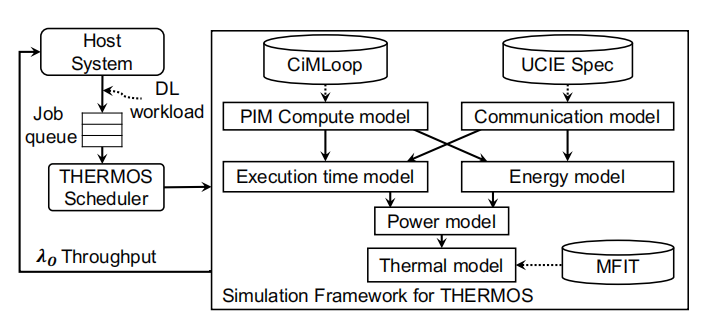 Host
System
DL
workload
Job
queue
THERMOS
Scheduler
λO Throughput
CiMLoop
UCIE Spec
PIM Compute model
Communication model
Execution time model
Energy model
Power model
Thermal model
MFIT
Simulation Framework for THERMOS